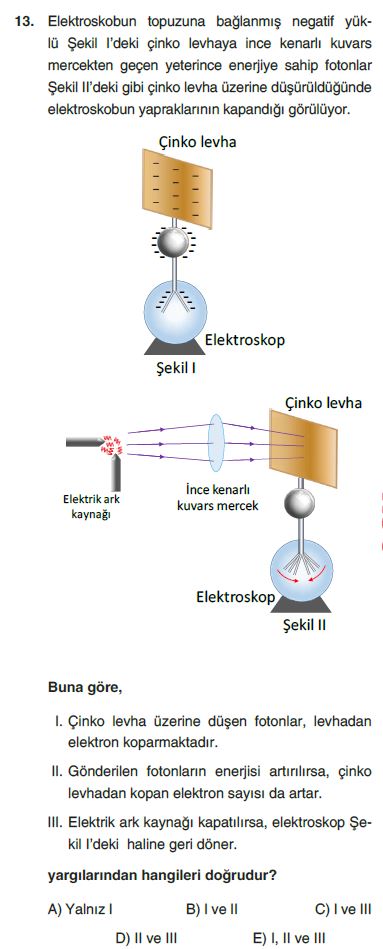 13. Elektroskobun topuzuna bağlanmış negatif yük-
lü Şekil I’deki çinko levhaya ince kenarlı kuvars
mercekten geçen yeterince enerjiye sahip fotonlar
Şekil II’deki gibi çinko levha üzerine düşürüldüğünde
elektroskobun yapraklarının kapandığı görülüyor.
Çinko levha
Elektroskop
Şekil I
Çinko levha
Elektrik ark
kaynağı
İnce kenarlı
kuvars mercek
Elektroskop
Şekil II
Buna göre,
I. Çinko levha üzerine düşen fotonlar, levhadan
elektron koparmaktadır.
II. Gönderilen fotonların enerjisi artırılırsa, çinko
levhadan kopan elektron sayısı da artar.
III. Elektrik ark kaynağı kapatılırsa, elektroskop Şe-
kil I’deki haline geri döner.
yargılarından hangileri doğrudur?
A) Yalnız I B) I ve II C) I ve III
D) II ve III E) I, II ve III